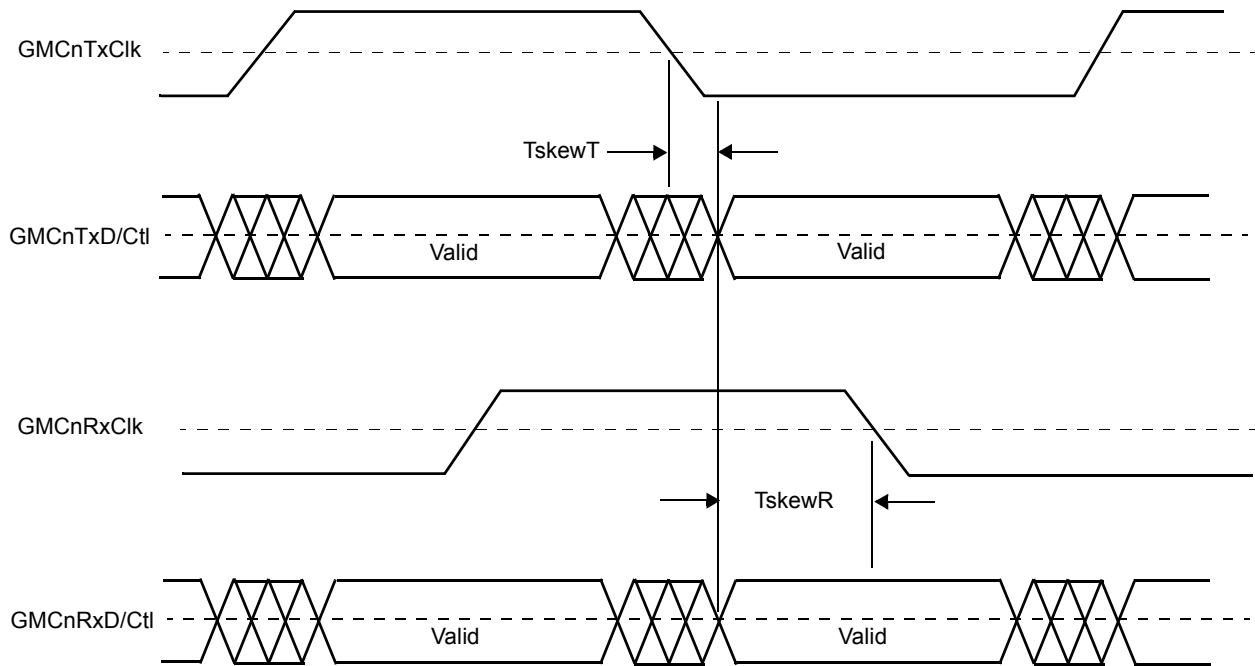 GMCnTxClk
TskewT
GMCnTxD/Ctl
Valid
Valid
GMCnRxClk
TskewR
GMCnRxD/Ctl
Valid
Valid